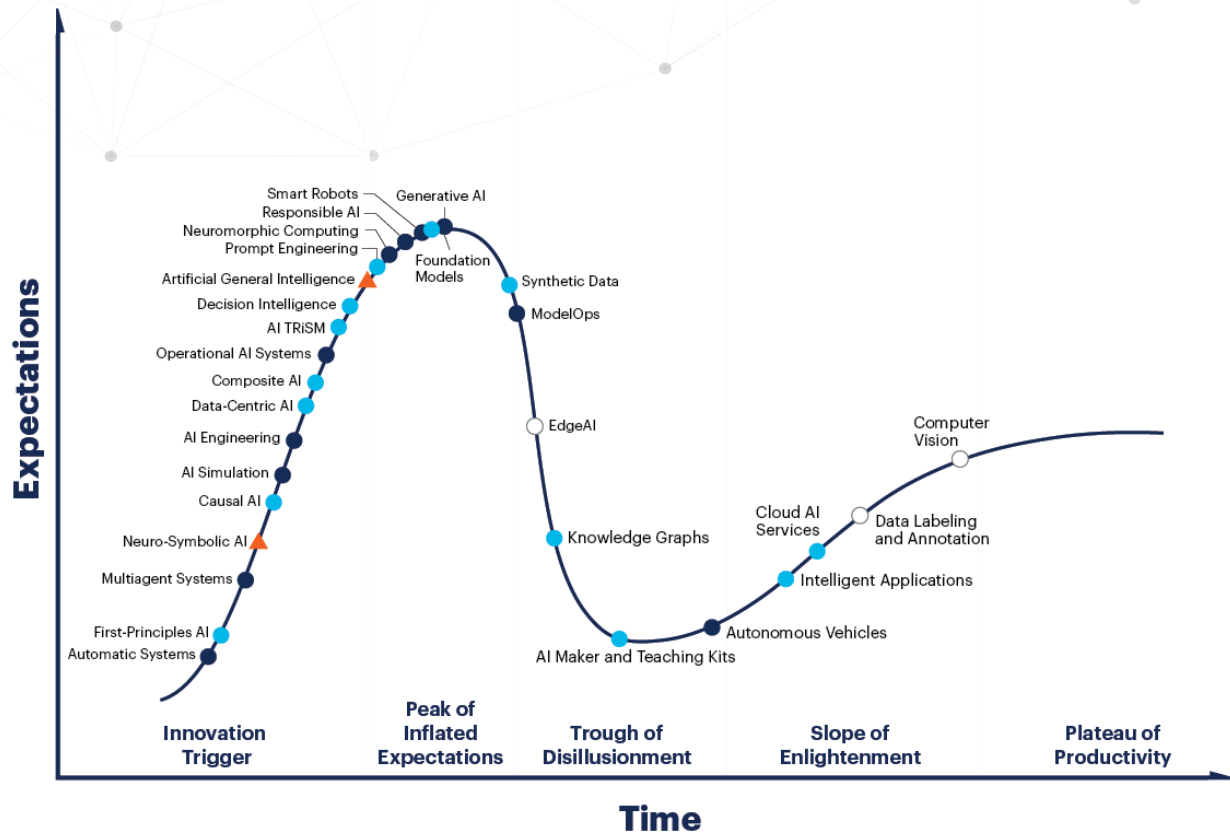 Smart Robots
Generative AI
Responsible AI
Neuromorphic Computing
Prompt Engineering
Foundation
Models
Artificial General Intelligence
Synthetic Data
Decision Intelligence
ModelOps
AI TRiSM
Operational AI Systems
Composite AI
Data-Centric AI
EdgeAI
Computer
Vision
AI Engineering
AI Simulation
Causal AI
Cloud AI
Services
Data Labeling
and Annotation
Neuro-Symbolic AI
Knowledge Graphs
Multiagent Systems
Intelligent Applications
First-Principles AI
Autonomous Vehicles
Automatic Systems
AI Maker and Teaching Kits
Expectations
Innovation
Trigger
Peak of
Inflated
Expectations
Trough of
Disillusionment
Slope of
Enlightenment
Plateau of
Productivity
Time